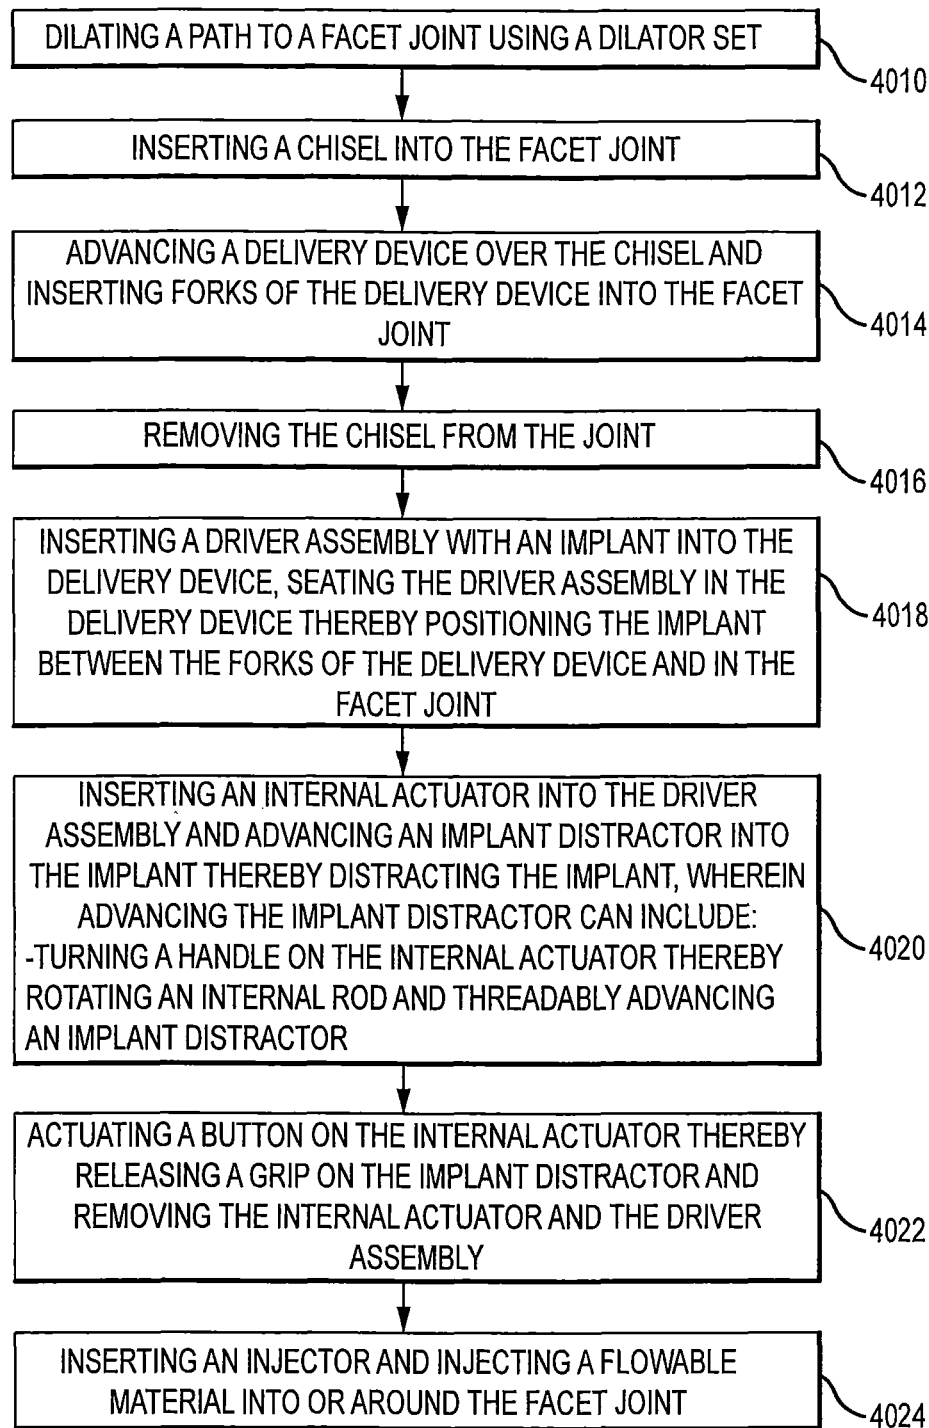 DILATING A PATH TO A FACET JOINT USING A DILATOR SET
4010
INSERTING A CHISEL INTO THE FACET JOINT
4012
ADVANCING A DELIVERY DEVICE OVER THE CHISEL AND
INSERTING FORKS OF THE DELIVERY DEVICE INTO THE FACET
JOINT
4014
REMOVING THE CHISEL FROM THE JOINT
4016
INSERTING A DRIVER ASSEMBLY WITH AN IMPLANT INTO THE
DELIVERY DEVICE, SEATING THE DRIVER ASSEMBLY IN THE
DELIVERY DEVICE THEREBY POSITIONING THE IMPLANT
BETWEEN THE FORKS OF THE DELIVERY DEVICE AND IN THE
FACET JOINT
4018
INSERTING AN INTERNAL ACTUATOR INTO THE DRIVER
ASSEMBLY AND ADVANCING AN IMPLANT DISTRACTOR INTO
THE IMPLANT THEREBY DISTRACTING THE IMPLANT, WHEREIN
ADVANCING THE IMPLANT DISTRACTOR CAN INCLUDE:
-TURNING A HANDLE ON THE INTERNAL ACTUATOR THEREBY
ROTATING AN INTERNAL ROD AND THREADABLY ADVANCING
AN IMPLANT DISTRACTOR
4020
ACTUATING A BUTTON ON THE INTERNAL ACTUATOR THEREBY
RELEASING A GRIP ON THE IMPLANT DISTRACTOR AND
REMOVING THE INTERNAL ACTUATOR AND THE DRIVER
ASSEMBLY
4022
INSERTING AN INJECTOR AND INJECTING A FLOWABLE
MATERIAL INTO OR AROUND THE FACET JOINT
4024